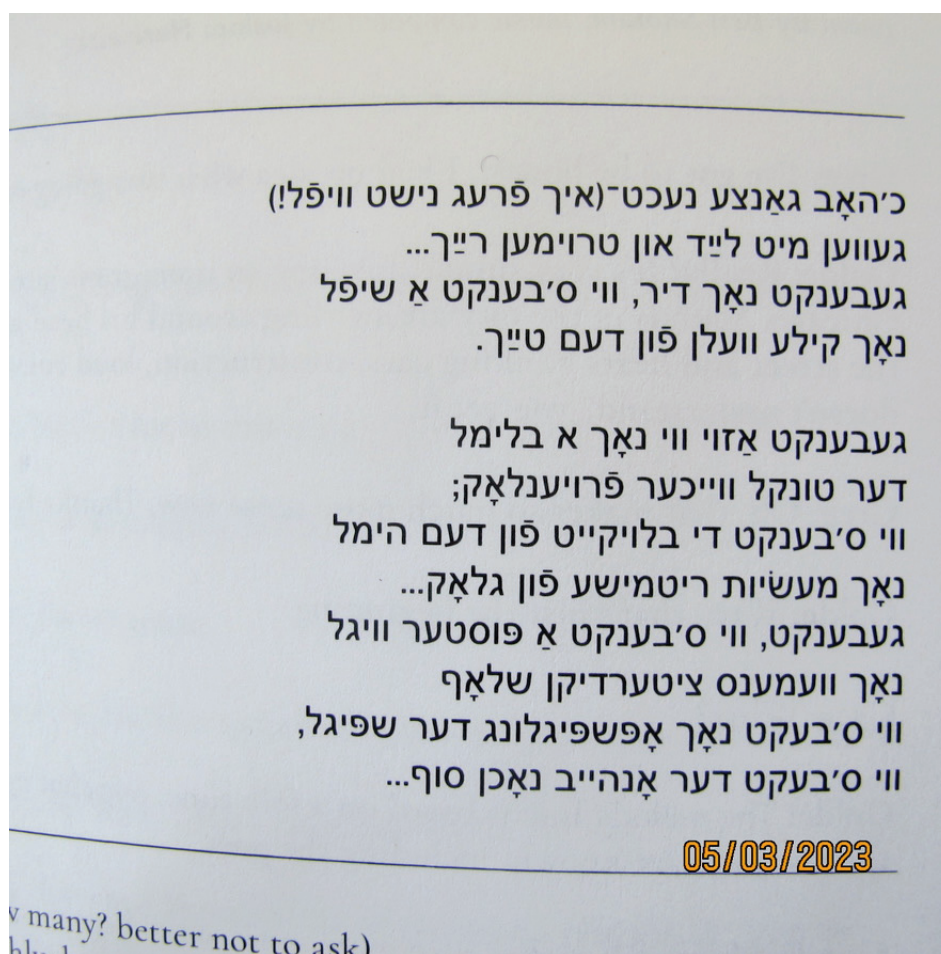 כ׳האָב גאַנצע נעכט־(איך פֿרעג נישט וויפֿל!)
געווען מיט לײַד און טרוימען רײַך...
געבענקט נאָך דיר, ווי ס׳בענקט אַ שיפֿל
נאָך קילע וועלן פֿון דעם טײַך.
געבענקט אַזוי ווי נאָך א בלימל
דער טונקל ווייכער פֿרויענלאָק;
ווי ס׳בענקט די בלויקייט פֿון דעם הימל
נאָך מעשׂיות ריטמישע פֿון גלאָק...
געבענקט, ווי ס׳בענקט אַ פּוסטער וויגל
נאָך וועמענס ציטערדיקן שלאָף
ווי ס׳בעקט נאָך אָפּשפּיגלונג דער שפּיגל,
ווי ס׳בעקט דער אָנהייב נאָכן סוף...
05/03/2023
many? better not to ask)